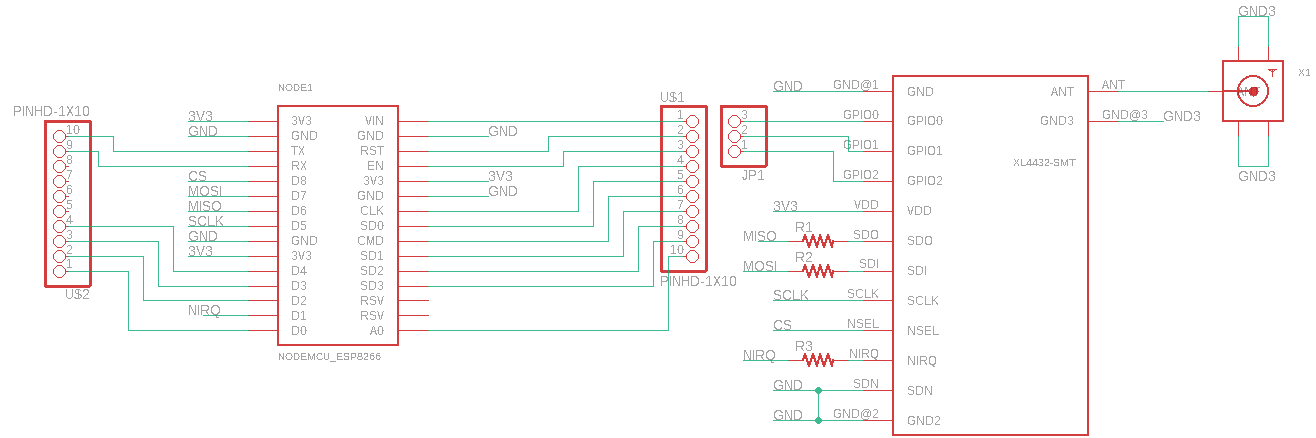 GND3
NODE1
PINHD-1X10
10
9
8
7
6
5
4
3
2
1
U$2
3V3
GND
CS
MOSI
MISO
SCLK
GND
3V3
NIRQ
3V3
GND
TX
RX
D8
D7
D6
D5
GND
3V3
D4
D3
D2
D1
D0
VIN
GND
RST
EN
3V3
GND
CLK
SD0
CMD
SD1
SD2
SD3
RSV
RSV
A0
NODEMCU_ESP8266
GND
3V3
GND
U$1
1
2
3
4
5
6
7
8
9
10
PINHD-1X10
3
2
1
JP1
GND
GND@1
GPIO0
GPIO1
GPIO2
3V3
VDD
MISO
R1
SDO
MOSI
R2
SDI
SCLK
SCLK
CS
NSEL
NIRQ
R3
NIRQ
GND
SDN
GND
GND@2
GND
GPIO0
GPIO1
GPIO2
VDD
SDO
SDI
SCLK
NSEL
NIRQ
SDN
GND2
ANT
GND3
XL4432-SMT
ANT
GND@3
GND3
X1
GND3